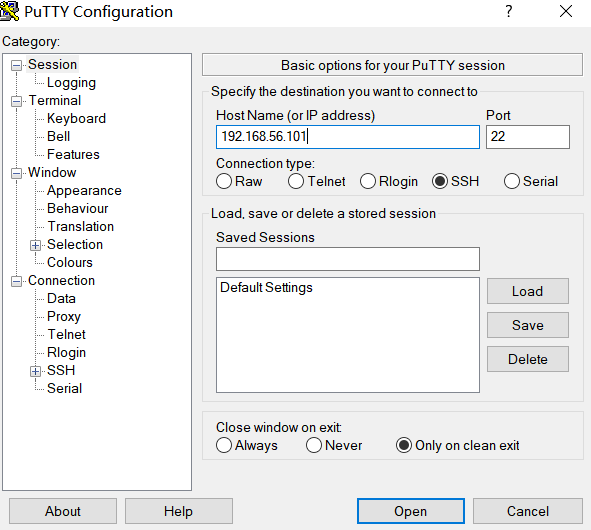 PuTTY Configuration
?
Category:
Session
Logging
Terminal
Keyboard
Bell
Features
Window
Appearance
Behaviour
Translation
Selection
Colours
Connection
Data
Proxy
Telnet
Rlogin
SSH
Serial
Basic options for your PuTTY session
Specify the destination you want to connect to
Host Name (or IP address) Port
192.168.56.101 22
Connection type:
Raw Telnet Rlogin SSH Serial
Load, save or delete a stored session
Saved Sessions
Default Settings
Load
Save
Delete
Close window on exit:
Always Never Only on clean exit
About Help Open Cancel